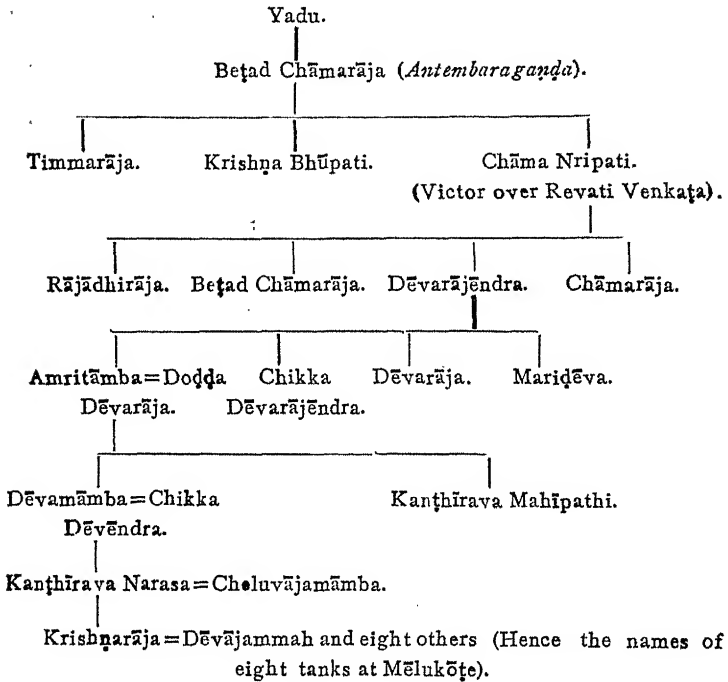 Yadu.
Beṭad Chāmarāja (Antembaragaṇḍa).
Timmarāja. Krishṇa Bhūpati. Chāma Nripati.
(Victor over Revati Venkaṭa).
Rājādhirāja. Beṭad Chāmarāja. Dēvarājēndra. Chāmarāja.
Amritāmba=Doḍḍa Chikka Dēvarāja. Mariḍēva.
Dēvarāja. Dēvarājēndra.
Dēvamāmba=Chikka Kanṭhīrava Mahīpathi.
Dēvēndra.
Kanṭhīrava Narasa=Cheluvājamāmba.
Krishṇarāja=Dēvājammah and eight others (Hence the names of
eight tanks at Mēlukōṭe).